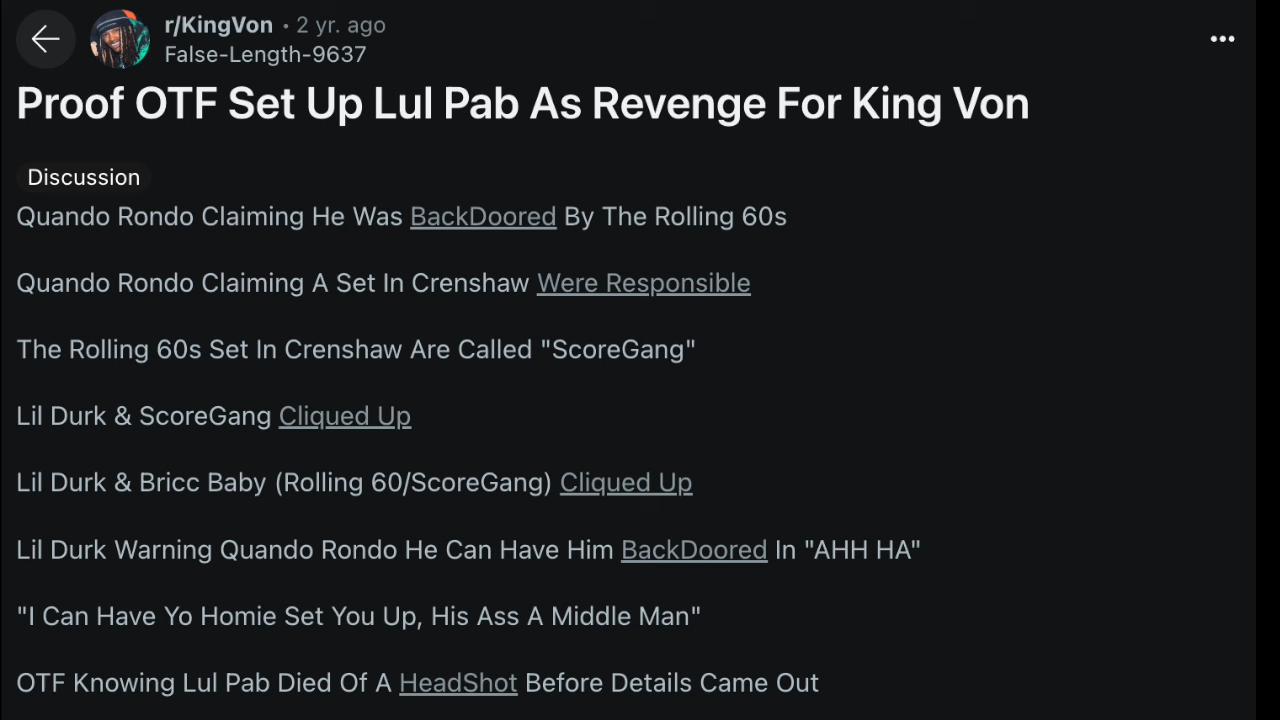 r/KingVon • 2 yr. ago
False-Length-9637
Proof OTF Set Up Lul Pab As Revenge For King Von
Discussion
Quando Rondo Claiming He Was BackDoored By The Rolling 60s
Quando Rondo Claiming A Set In Crenshaw Were Responsible
The Rolling 60s Set In Crenshaw Are Called "ScoreGang"
Lil Durk & ScoreGang Cliqued Up
Lil Durk & Bricc Baby (Rolling 60/ScoreGang) Cliqued Up
Lil Durk Warning Quando Rondo He Can Have Him BackDoored In "AHH HA"
"I Can Have Yo Homie Set You Up, His Ass A Middle Man"
OTF Knowing Lul Pab Died Of A HeadShot Before Details Came Out